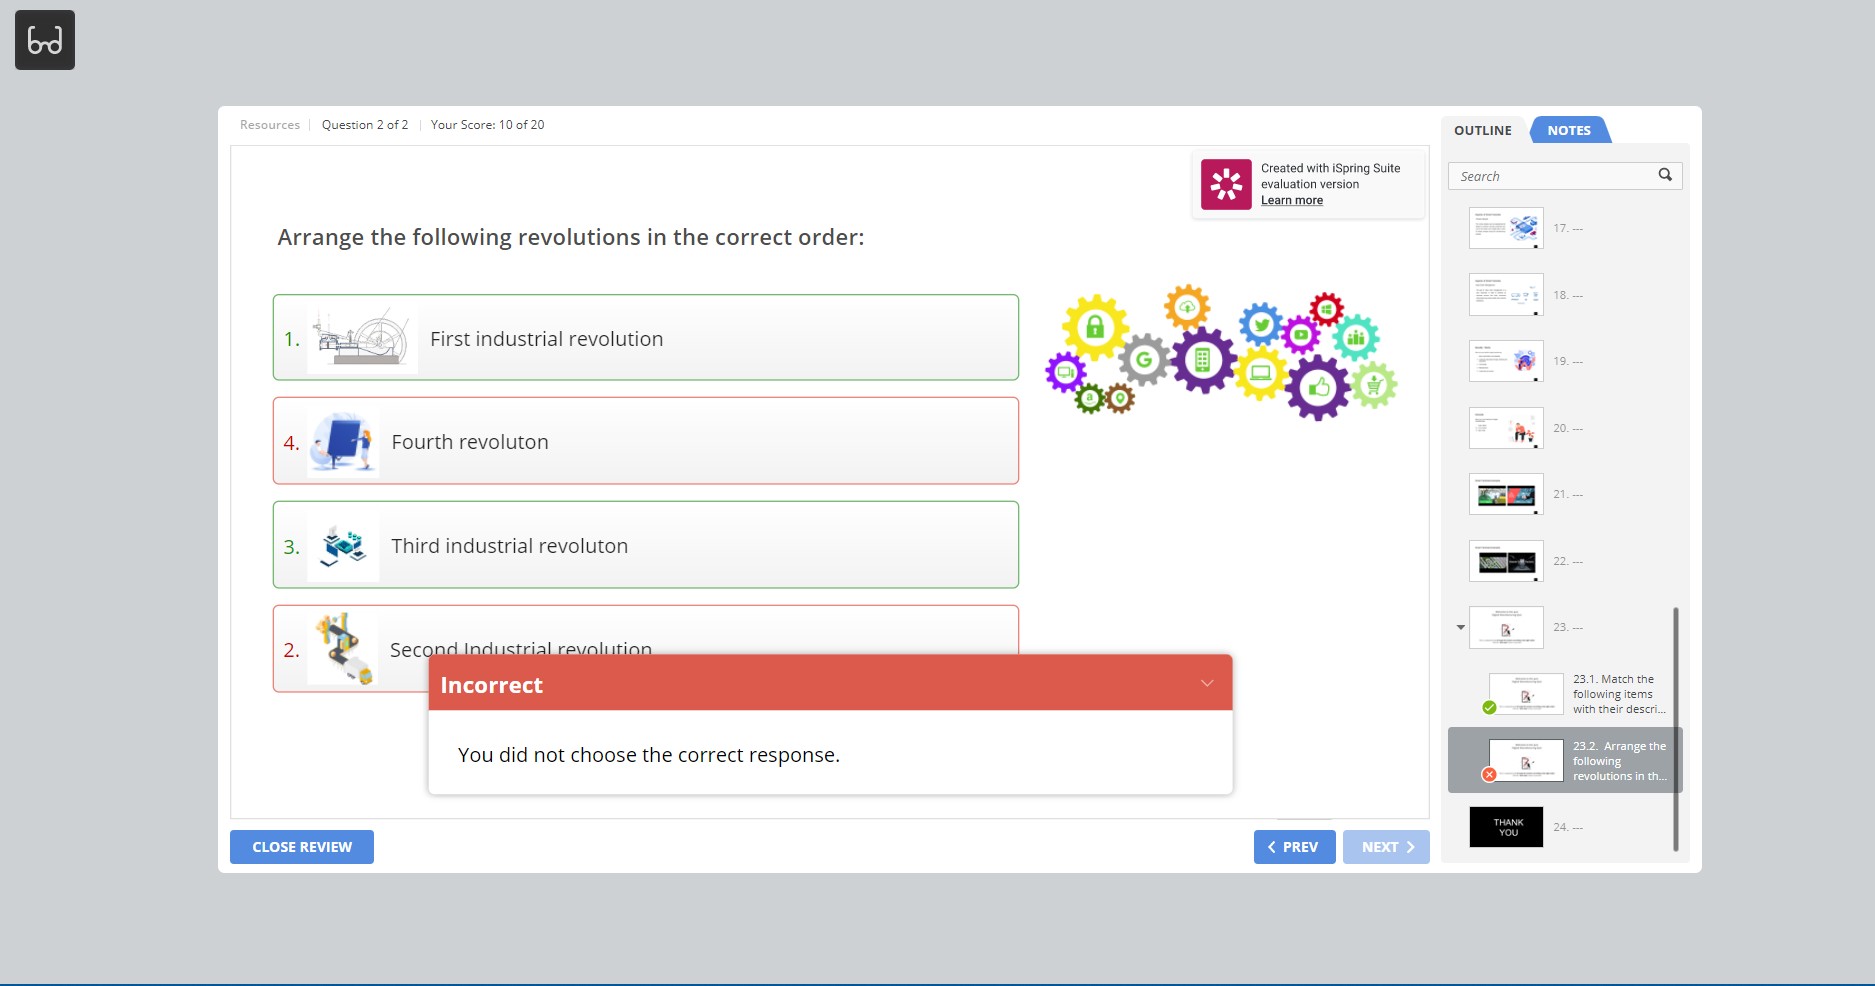 Resources
Question 2 of 2
Your Score: 10 of 20
Created with iSpring Suite
evaluation version
Learn more
Arrange the following revolutions in the correct order:
1. First industrial revolution
4. Fourth revoluton
3. Third industrial revoluton
2. Second Industrial revolution
Incorrect
You did not choose the correct response.
CLOSE REVIEW
PREV
NEXT
OUTLINE
NOTES
Search
17. ---
18. ---
19. ---
20. ---
21. ---
22. ---
23. ---
23.1. Match the
following items
with their descri...
23.2. Arrange the
following
revolutions in th...
THANK
YOU
24. ---